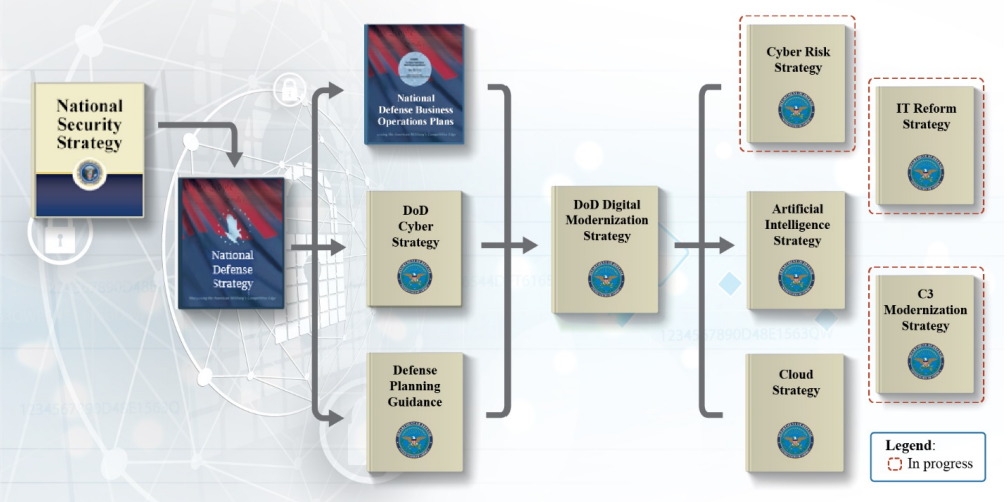 National
Security
Strategy
National
Defense
Strategy
National
Defense Business
Operations Plans
DoD
Cyber
Strategy
Defense
Planning
Guidance
DoD Digital
Modernization
Strategy
Cyber Risk
Strategy
IT Reform
Strategy
Artificial
Intelligence
Strategy
C3
Modernization
Strategy
Cloud
Strategy
Legend:
In progress